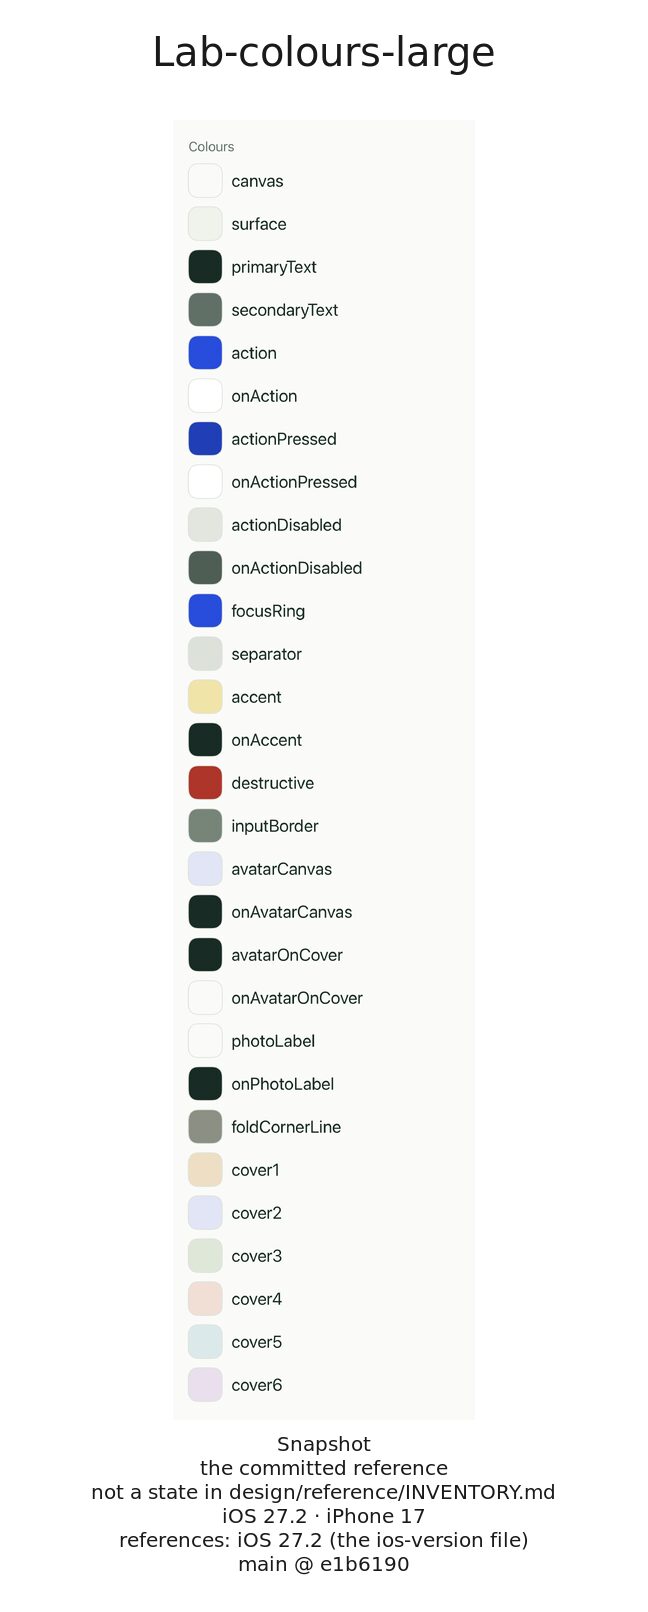 Lab-colours-large
Colours
canvas
surface
primaryText
secondaryText
action
onAction
actionPressed
onActionPressed
actionDisabled
onActionDisabled
focusRing
separator
accent
onAccent
destructive
inputBorder
avatarCanvas
onAvatarCanvas
avatarOnCover
onAvatarOnCover
photoLabel
onPhotoLabel
foldCornerLine
cover1
cover2
cover3
cover4
cover5
cover6
Snapshot
the committed reference
not a state in design/reference/INVENTORY.md
iOS 27.2 · iPhone 17
references: iOS 27.2 (the ios-version file)
main @ e1b6190